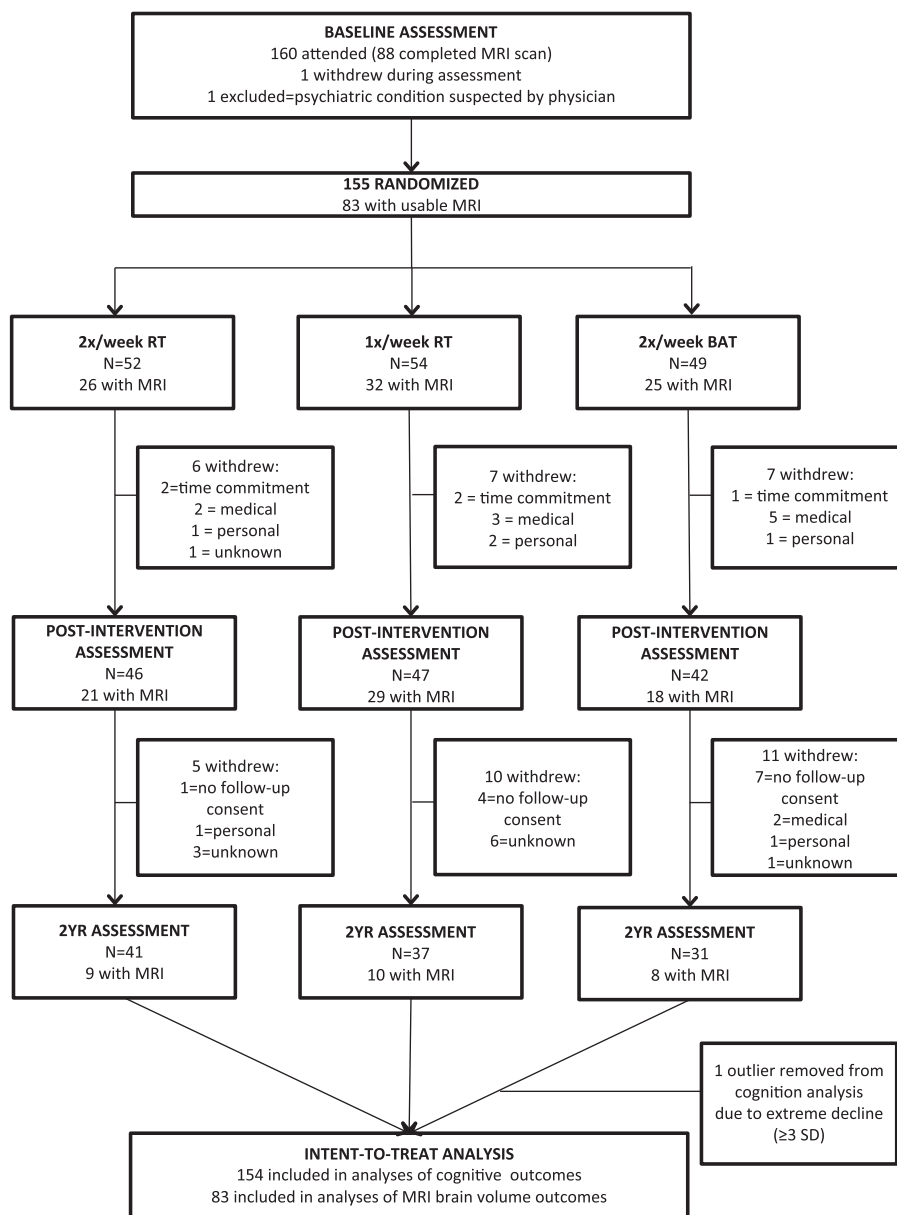 BASELINE ASSESSMENT
160 attended (88 completed MRI scan)
1 withdrew during assessment
1 excluded=psychiatric condition suspected by physician
155 RANDOMIZED
83 with usable MRI
2x/week RT
N=52
26 with MRI
1x/week RT
N=54
32 with MRI
2x/week BAT
N=49
25 with MRI
6 withdrew:
2=time commitment
2 = medical
1 = personal
1 = unknown
7 withdrew:
2 = time commitment
3 = medical
2 = personal
7 withdrew:
1 = time commitment
5 = medical
1 = personal
POST-INTERVENTION
ASSESSMENT
N=46
21 with MRI
POST-INTERVENTION
ASSESSMENT
N=47
29 with MRI
POST-INTERVENTION
ASSESSMENT
N=42
18 with MRI
5 withdrew:
1=no follow-up
consent
1=personal
3=unknown
10 withdrew:
4=no follow-up
consent
6=unknown
11 withdrew:
7=no follow-up
consent
2=medical
1=personal
1=unknown
2YR ASSESSMENT
N=41
9 with MRI
2YR ASSESSMENT
N=37
10 with MRI
2YR ASSESSMENT
N=31
8 with MRI
1 outlier removed from
cognition analysis
due to extreme decline
(≥3 SD)
INTENT-TO-TREAT ANALYSIS
154 included in analyses of cognitive outcomes
83 included in analyses of MRI brain volume outcomes